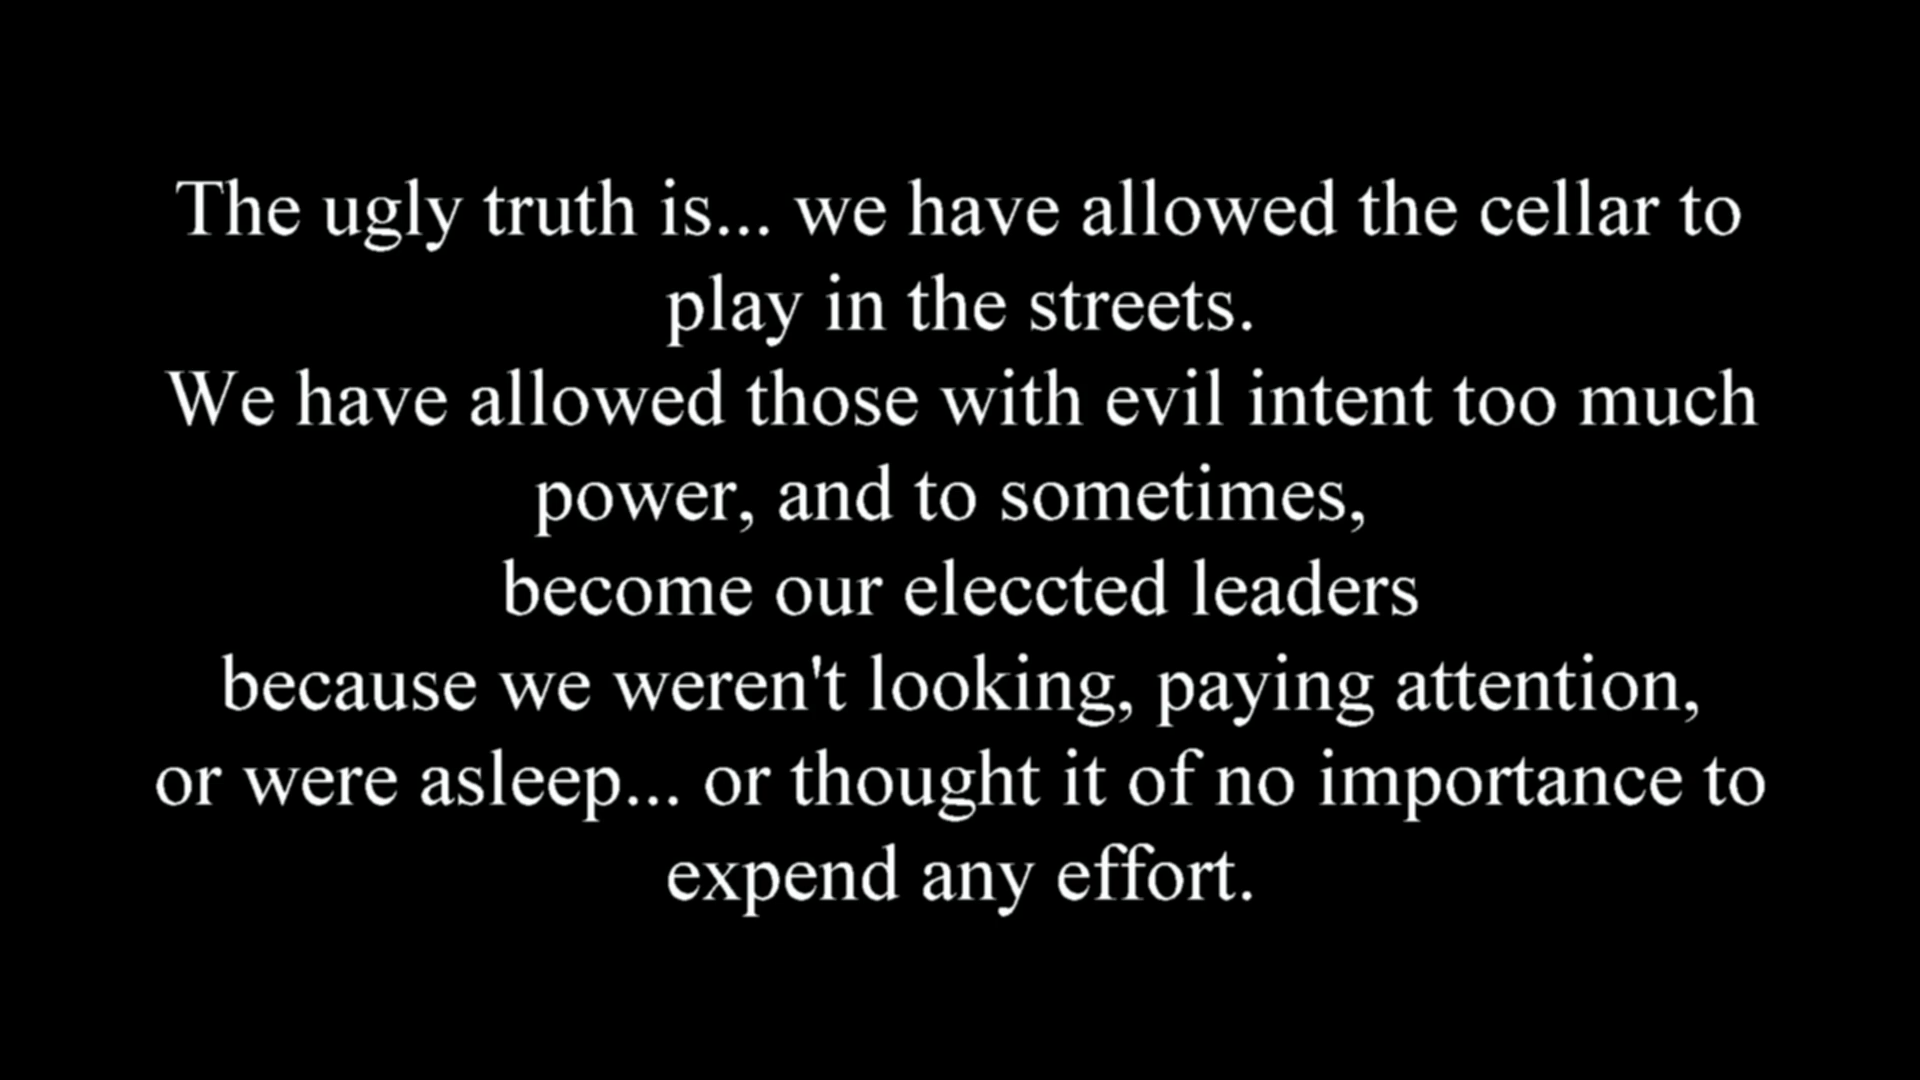 The ugly truth is... we have allowed the cellar to
play in the streets.
We have allowed those with evil intent too much
power, and to sometimes,
become our eleccted leaders
because we weren't looking, paying attention,
or were asleep... or thought it of no importance to
expend any effort.